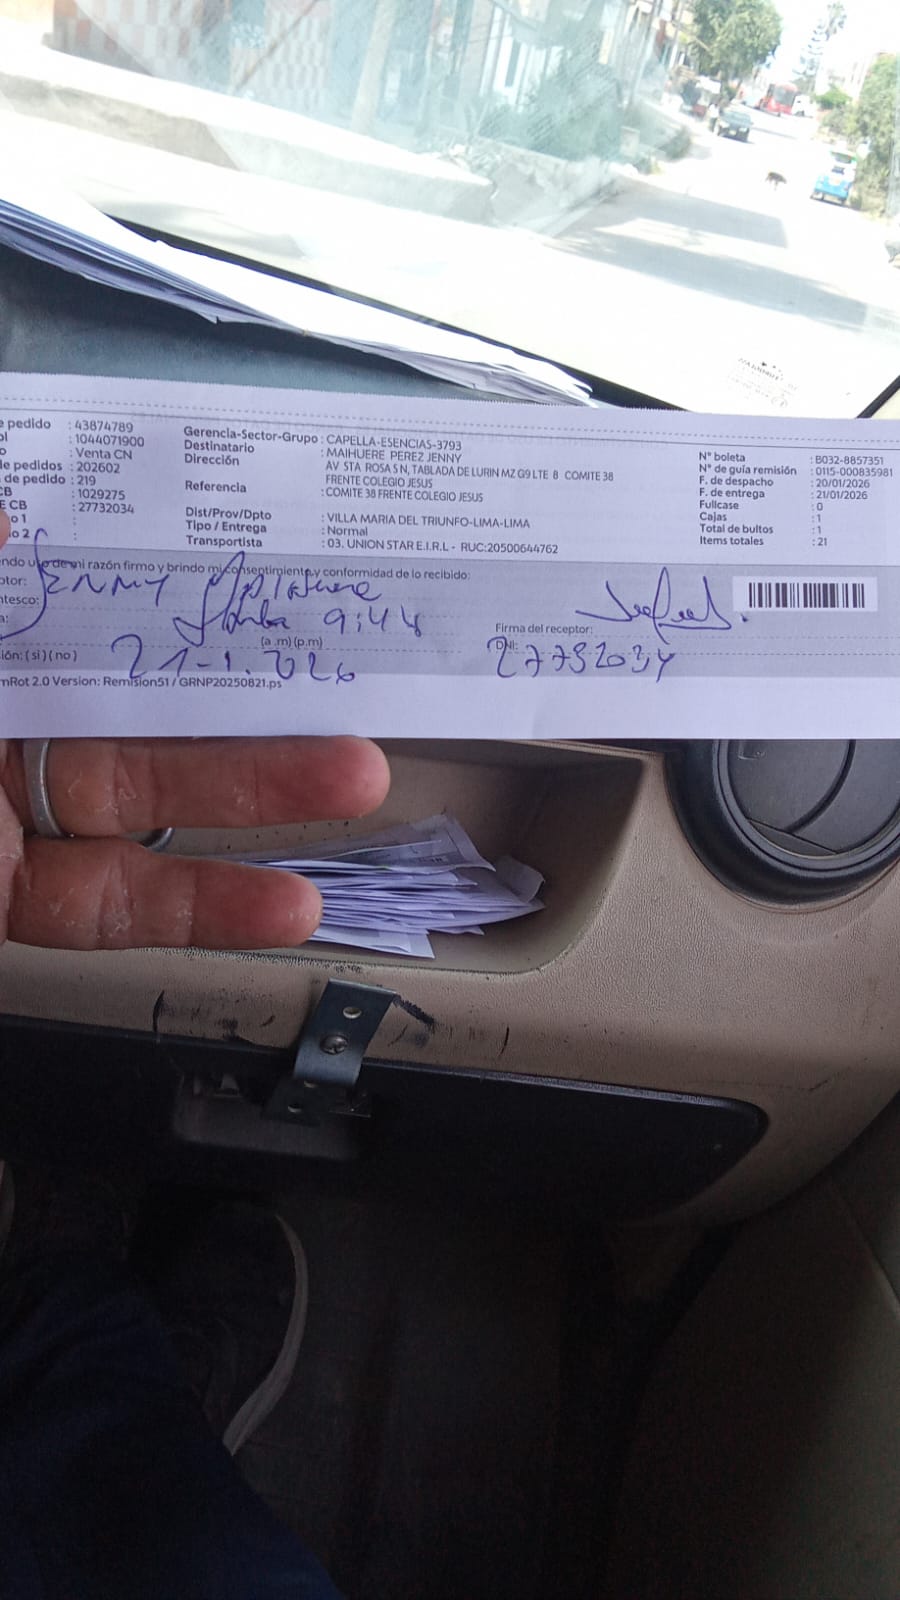 e pedido : 43874789
ol : 1044071900
o : Venta CN
de pedidos : 202602
de pedido : 219
CB : 1029275
E CB : 27732034
o 1 :
o 2 :
Gerencia-Sector-Grupo : CAPELLA-ESENCIAS-3793
Destinatario : MAIHUERE PEREZ JENNY
Dirección AV STA ROSA S N, TABLADA DE LURIN MZ G9 LTE 8 COMITE 38
FRENTE COLEGIO JESUS
Referencia : COMITE 38 FRENTE COLEGIO JESUS
Dist/Prov/Dpto : VILLA MARIA DEL TRIUNFO-LIMA-LIMA
Tipo / Entrega : Normal
Transportista : 03. UNION STAR E.I.R.L - RUC:20500644762
N° boleta : B032-8857351
N° de guía remisión : 0115-000835981
F. de despacho : 20/01/2026
F. de entrega : 21/01/2026
Fullcase : 0
Cajas : 1
Total de bultos : 1
Items totales : 21
ndo uso de mi razón firmo y brindo mi consentimiento y conformidad de lo recibido:
ptor: JENNY
ntesco:
a: 9:44
(a.m) (p.m)
Firma del receptor:
DNI: 27732034
ión: ( si ) ( no ) 21-1-2026
mRot 2.0 Version: Remision51 / GRNP20250821.ps